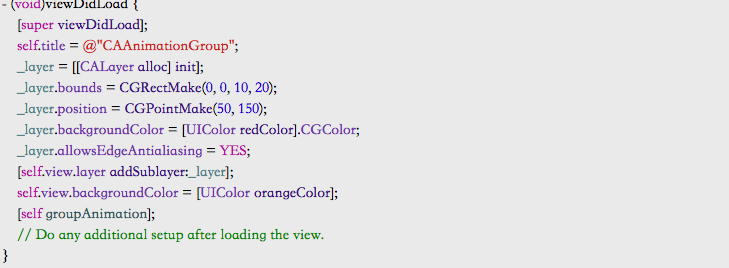 - (void)viewDidLoad {
[super viewDidLoad];
self.title = @"CAAnimationGroup";
_layer = [[CALayer alloc] init];
_layer.bounds = CGRectMake(0, 0, 10, 20);
_layer.position = CGPointMake(50, 150);
_layer.backgroundColor = [UIColor redColor].CGColor;
_layer.allowsEdgeAntialiasing = YES;
[self.view.layer addSublayer:_layer];
self.view.backgroundColor = [UIColor orangeColor];
[self groupAnimation];
// Do any additional setup after loading the view.
}